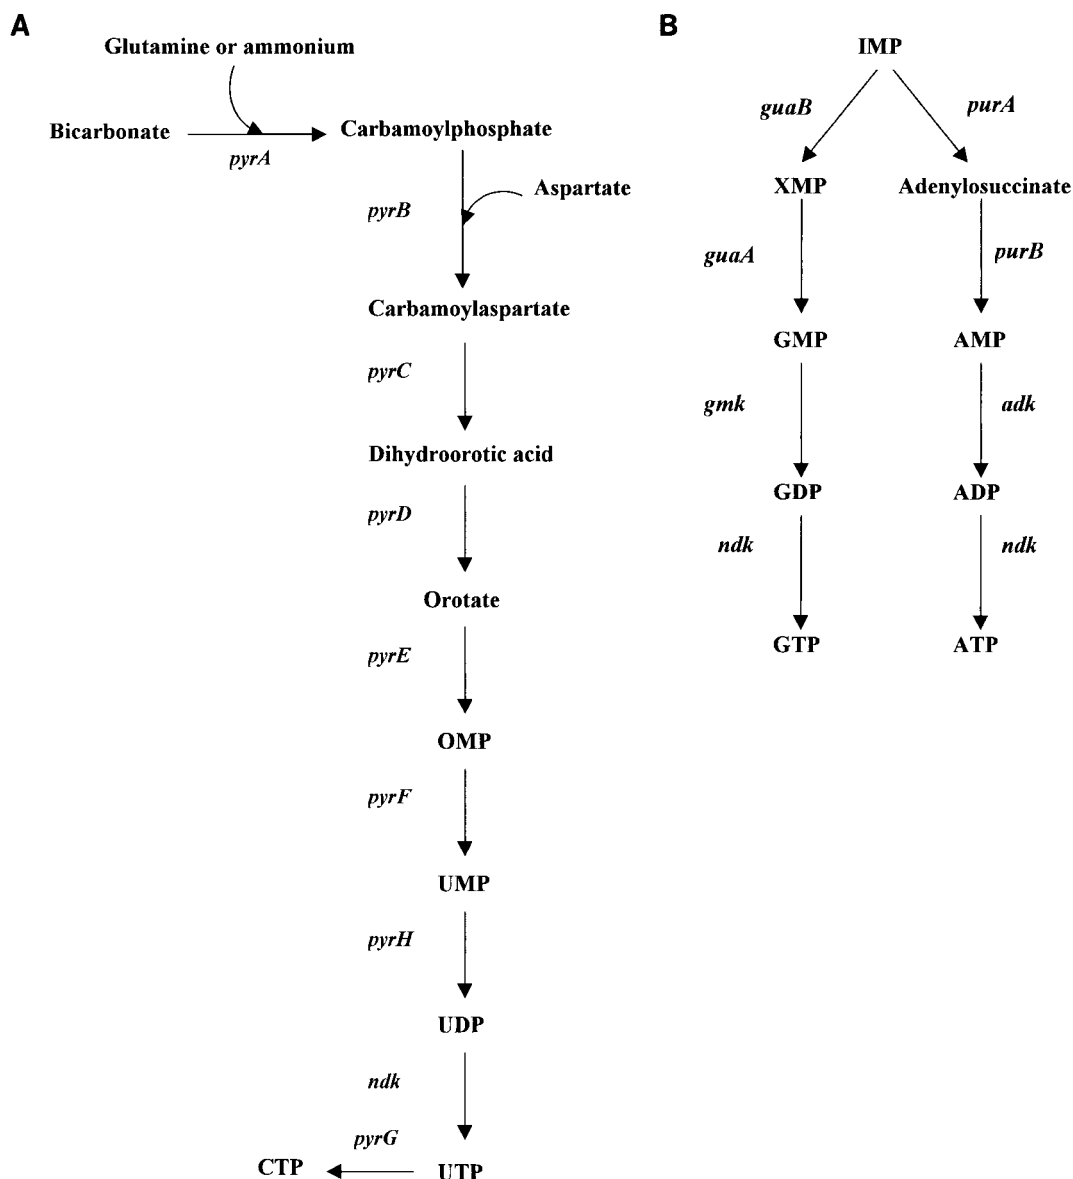 A
Glutamine or ammonium
Bicarbonate
pyrA
Carbamoylphosphate
Aspartate
pyrB
Carbamoylaspartate
pyrC
Dihydroorotic acid
pyrD
Orotate
pyrE
OMP
pyrF
UMP
pyrH
UDP
ndk
pyrG
CTP
UTP
B
IMP
guaB
purA
XMP
Adenylosuccinate
guaA
purB
GMP
AMP
gmk
adk
GDP
ADP
ndk
ndk
GTP
ATP